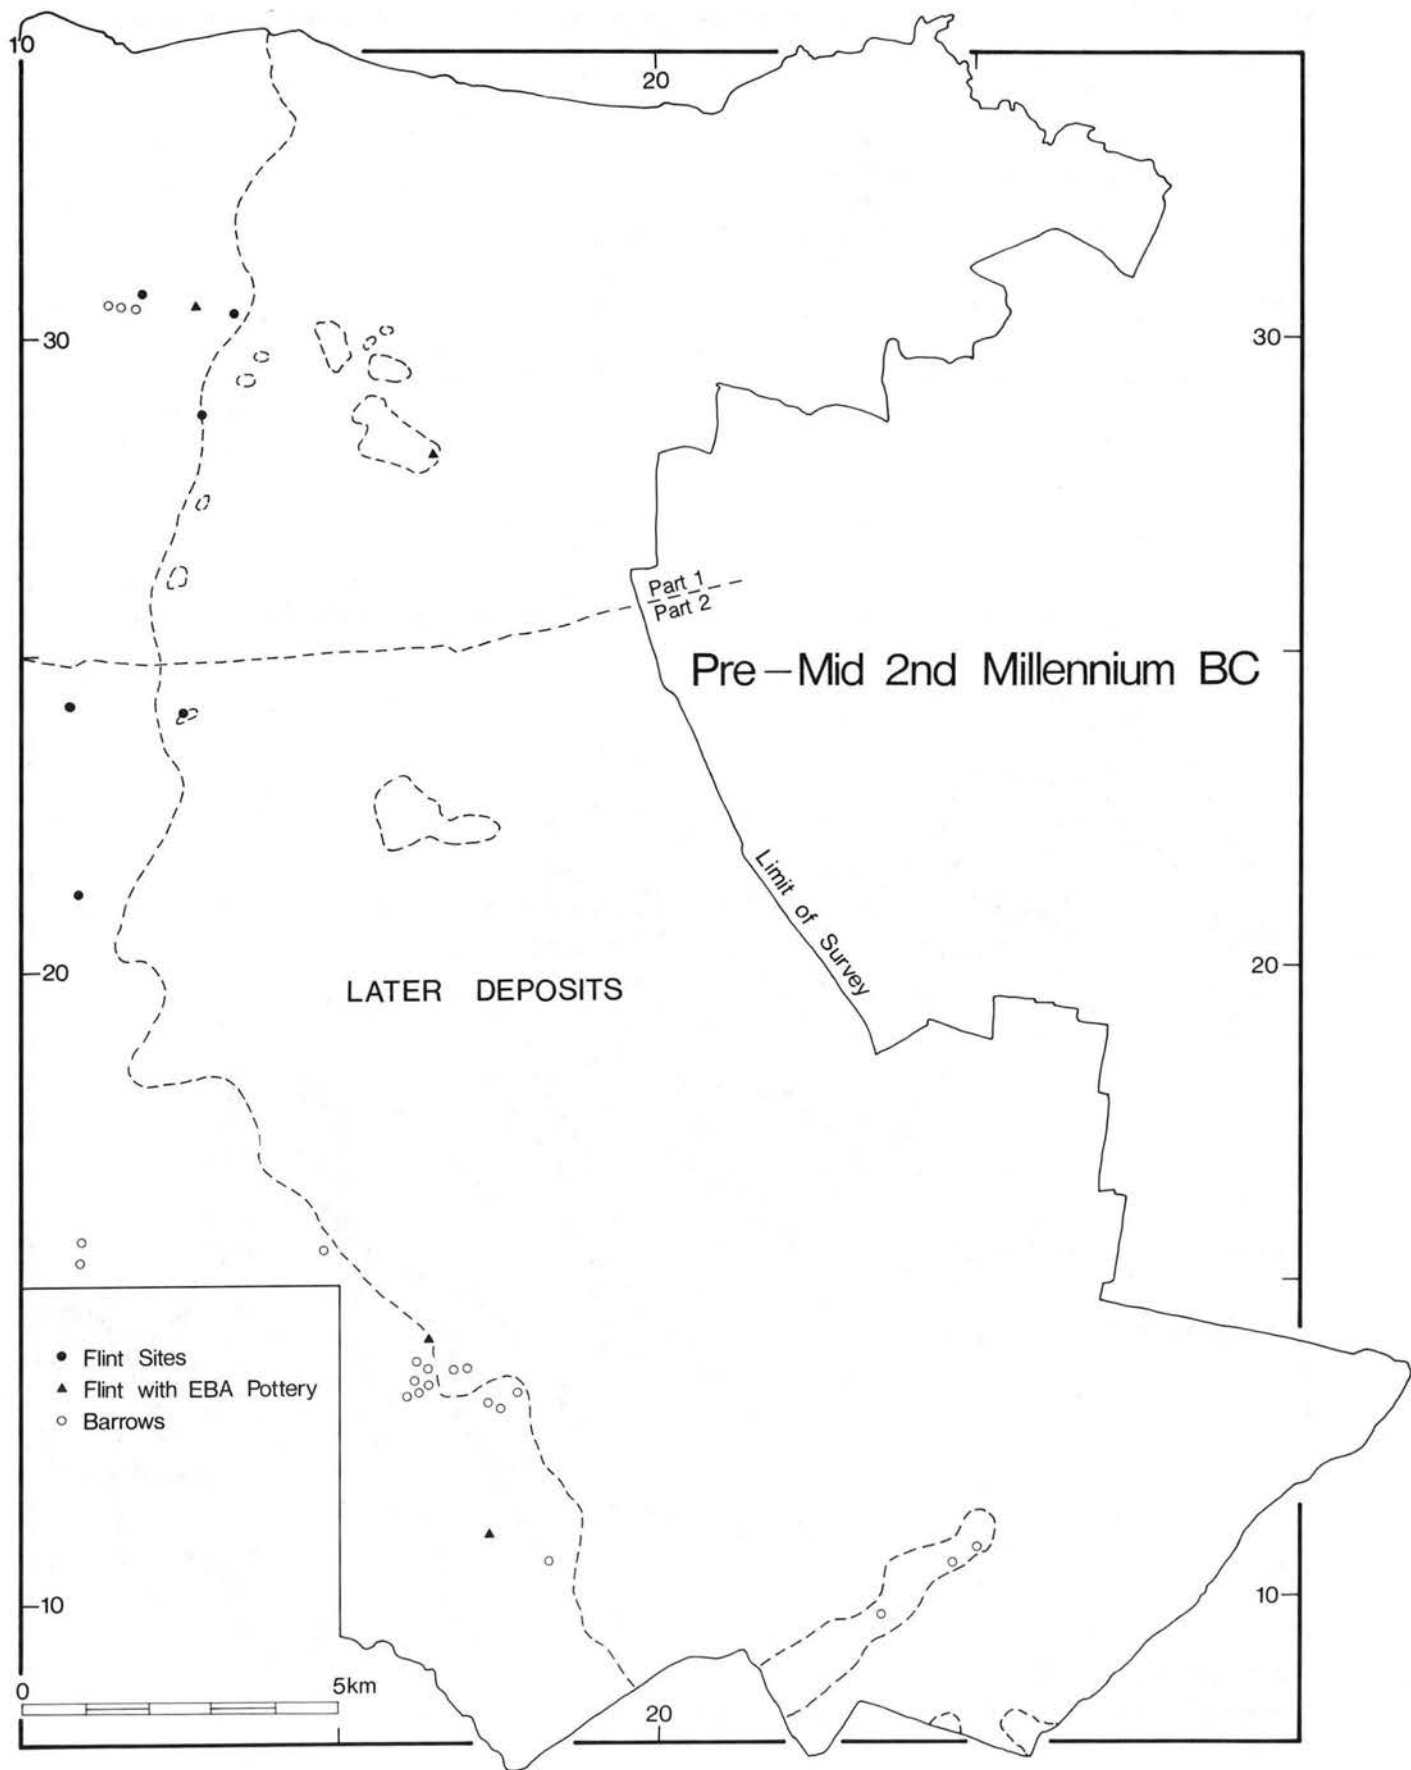 10
20
30
30
Part 1
Part 2
Pre-Mid 2nd Millennium BC
Limit of Survey
20
LATER DEPOSITS
20
Flint Sites
Flint with EBA Pottery
Barrows
10
10
0 5km
20